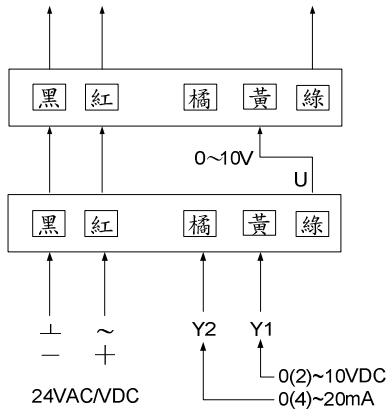 黑 紅 橘 黃 綠
0~10V
U
黑 紅 橘 黃 綠
⊥ ~ Y2 Y1
− +
0(2)~10VDC
24VAC/VDC 0(4)~20mA